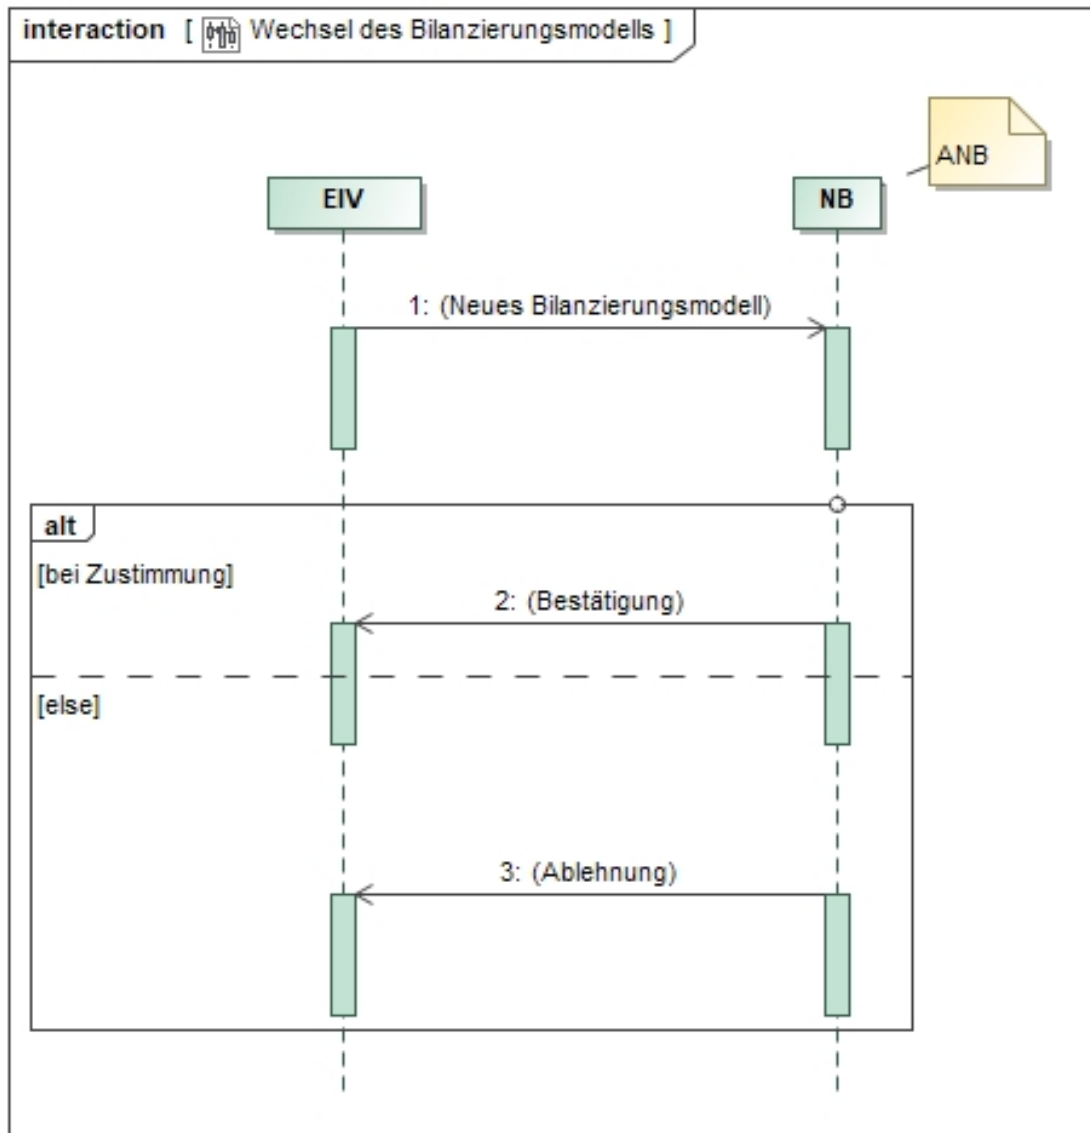 interaction [ Wechsel des Bilanzierungsmodells ]
ANB
EIV
NB
1: (Neues Bilanzierungsmodell)
alt
[bei Zustimmung]
2: (Bestätigung)
[else]
3: (Ablehnung)